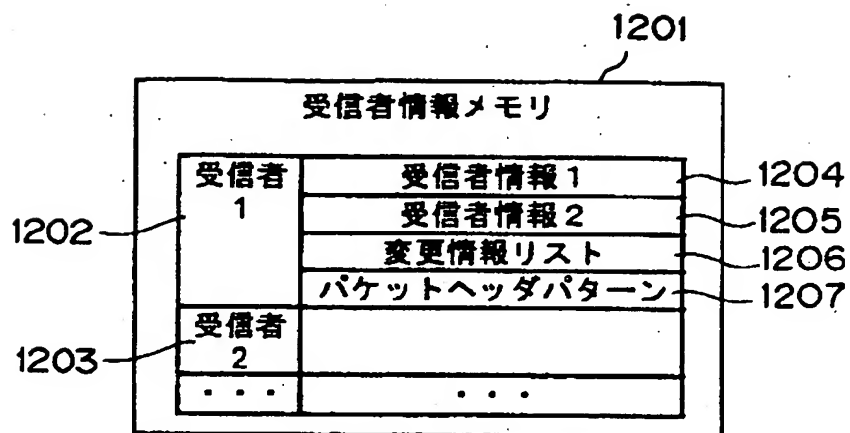 1201
受信者情報メモリ
受信者
1
受信者情報1
1204
受信者情報2
1205
1202
変更情報リスト
1206
パケットヘッダパターン
1207
受信者
2
1203
・・・
・・・